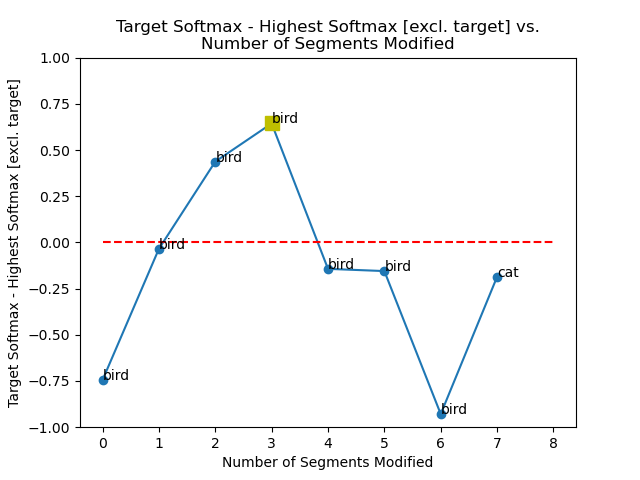 Target Softmax - Highest Softmax [excl. target] vs.
Number of Segments Modified
Target Softmax - Highest Softmax [excl. target]
1.00
0.75
0.50
0.25
0.00
−0.25
−0.50
−0.75
−1.00
bird
bird
bird
bird
bird
bird
bird
cat
0 1 2 3 4 5 6 7 8
Number of Segments Modified